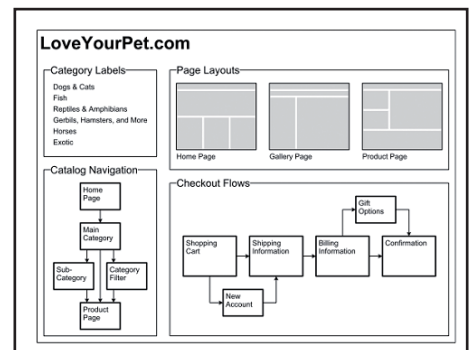 LoveYourPet.com
Category Labels
Dogs & Cats
Fish
Reptiles & Amphibians
Gerbils, Hamsters, and More
Horses
Exotic
Page Layouts
Home Page
Gallery Page
Product Page
Catalog Navigation
Home
Page
Main
Category
Sub-
Category
Category
Filter
Product
Page
Checkout Flows
Shopping
Cart
New
Account
Shipping
Information
Billing
Information
Gift
Options
Confirmation